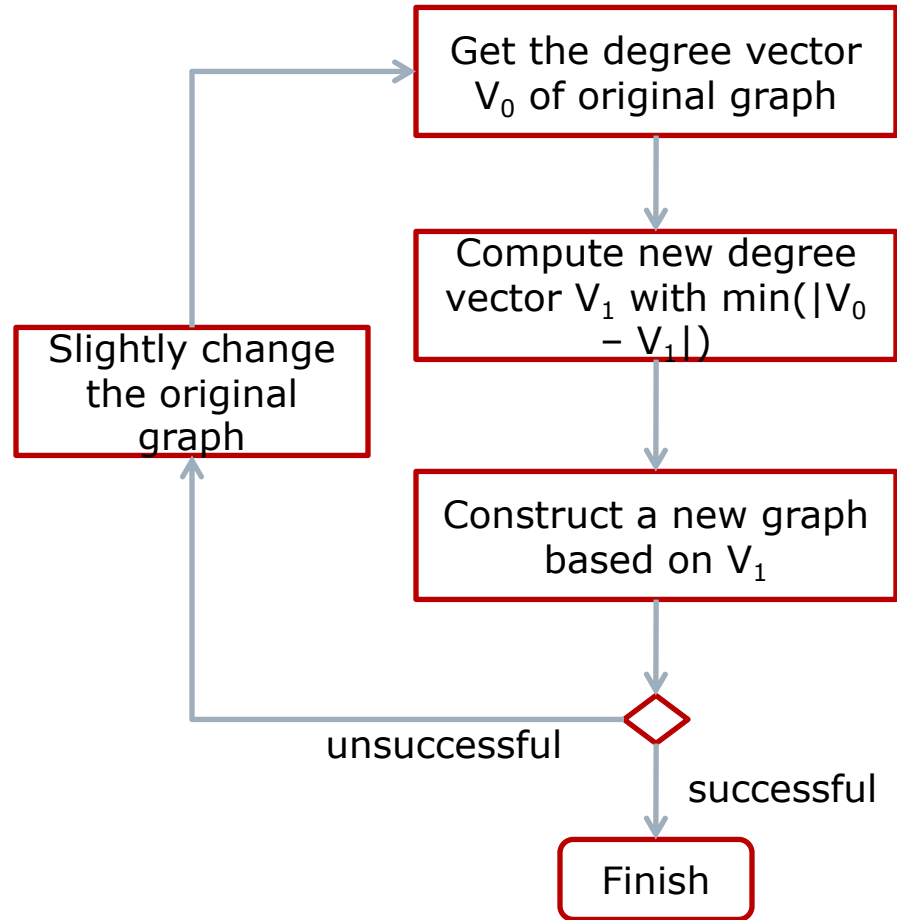 Get the degree vector
V₀ of original graph
Compute new degree
vector V₁ with min(|V₀
– V₁|)
Slightly change
the original
graph
Construct a new graph
based on V₁
unsuccessful
successful
Finish